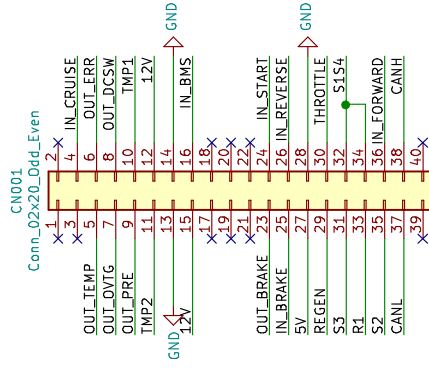 CN001
Conn_02x20_Odd_Even
GND
GND
IN_CRUISE
OUT_ERR
OUT_DCSW
TMP1
12V
IN_BMS
IN_START
IN_REVERSE
THROTTLE
S1S4
IN_FORWARD
CANH
2
4
6
8
10
12
14
16
18
20
22
24
26
28
30
32
34
36
38
40
1
3
5
7
9
11
13
15
17
19
21
23
25
27
29
31
33
35
37
39
OUT_TEMP
OUT_OVTG
OUT_PRE
TMP2
GND
12V
OUT_BRAKE
IN_BRAKE
5V
REGEN
S3
R1
S2
CANL